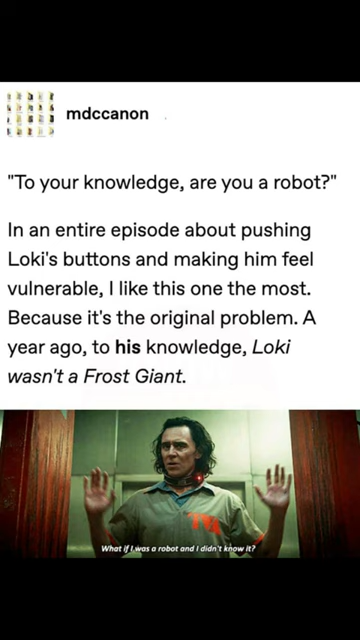 mdccanon
"To your knowledge, are you a robot?"
In an entire episode about pushing
Loki's buttons and making him feel
vulnerable, I like this one the most.
Because it's the original problem. A
year ago, to his knowledge, Loki
wasn't a Frost Giant.
What if I was a robot and I didn't know it?